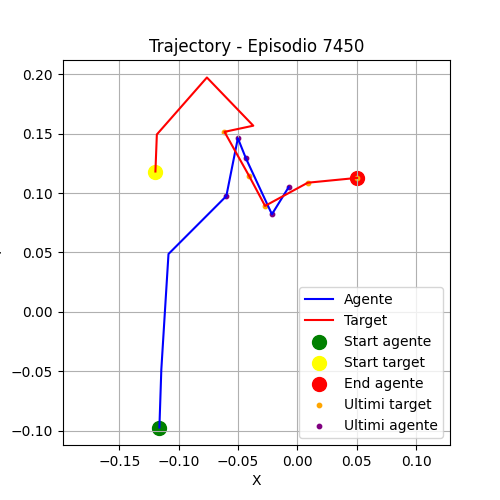 Trajectory - Episodio 7450
0.20
0.15
0.10
0.05
0.00
−0.05
−0.10
−0.15 −0.10 −0.05 0.00 0.05 0.10
X
Agente
Target
Start agente
Start target
End agente
Ultimi target
Ultimi agente